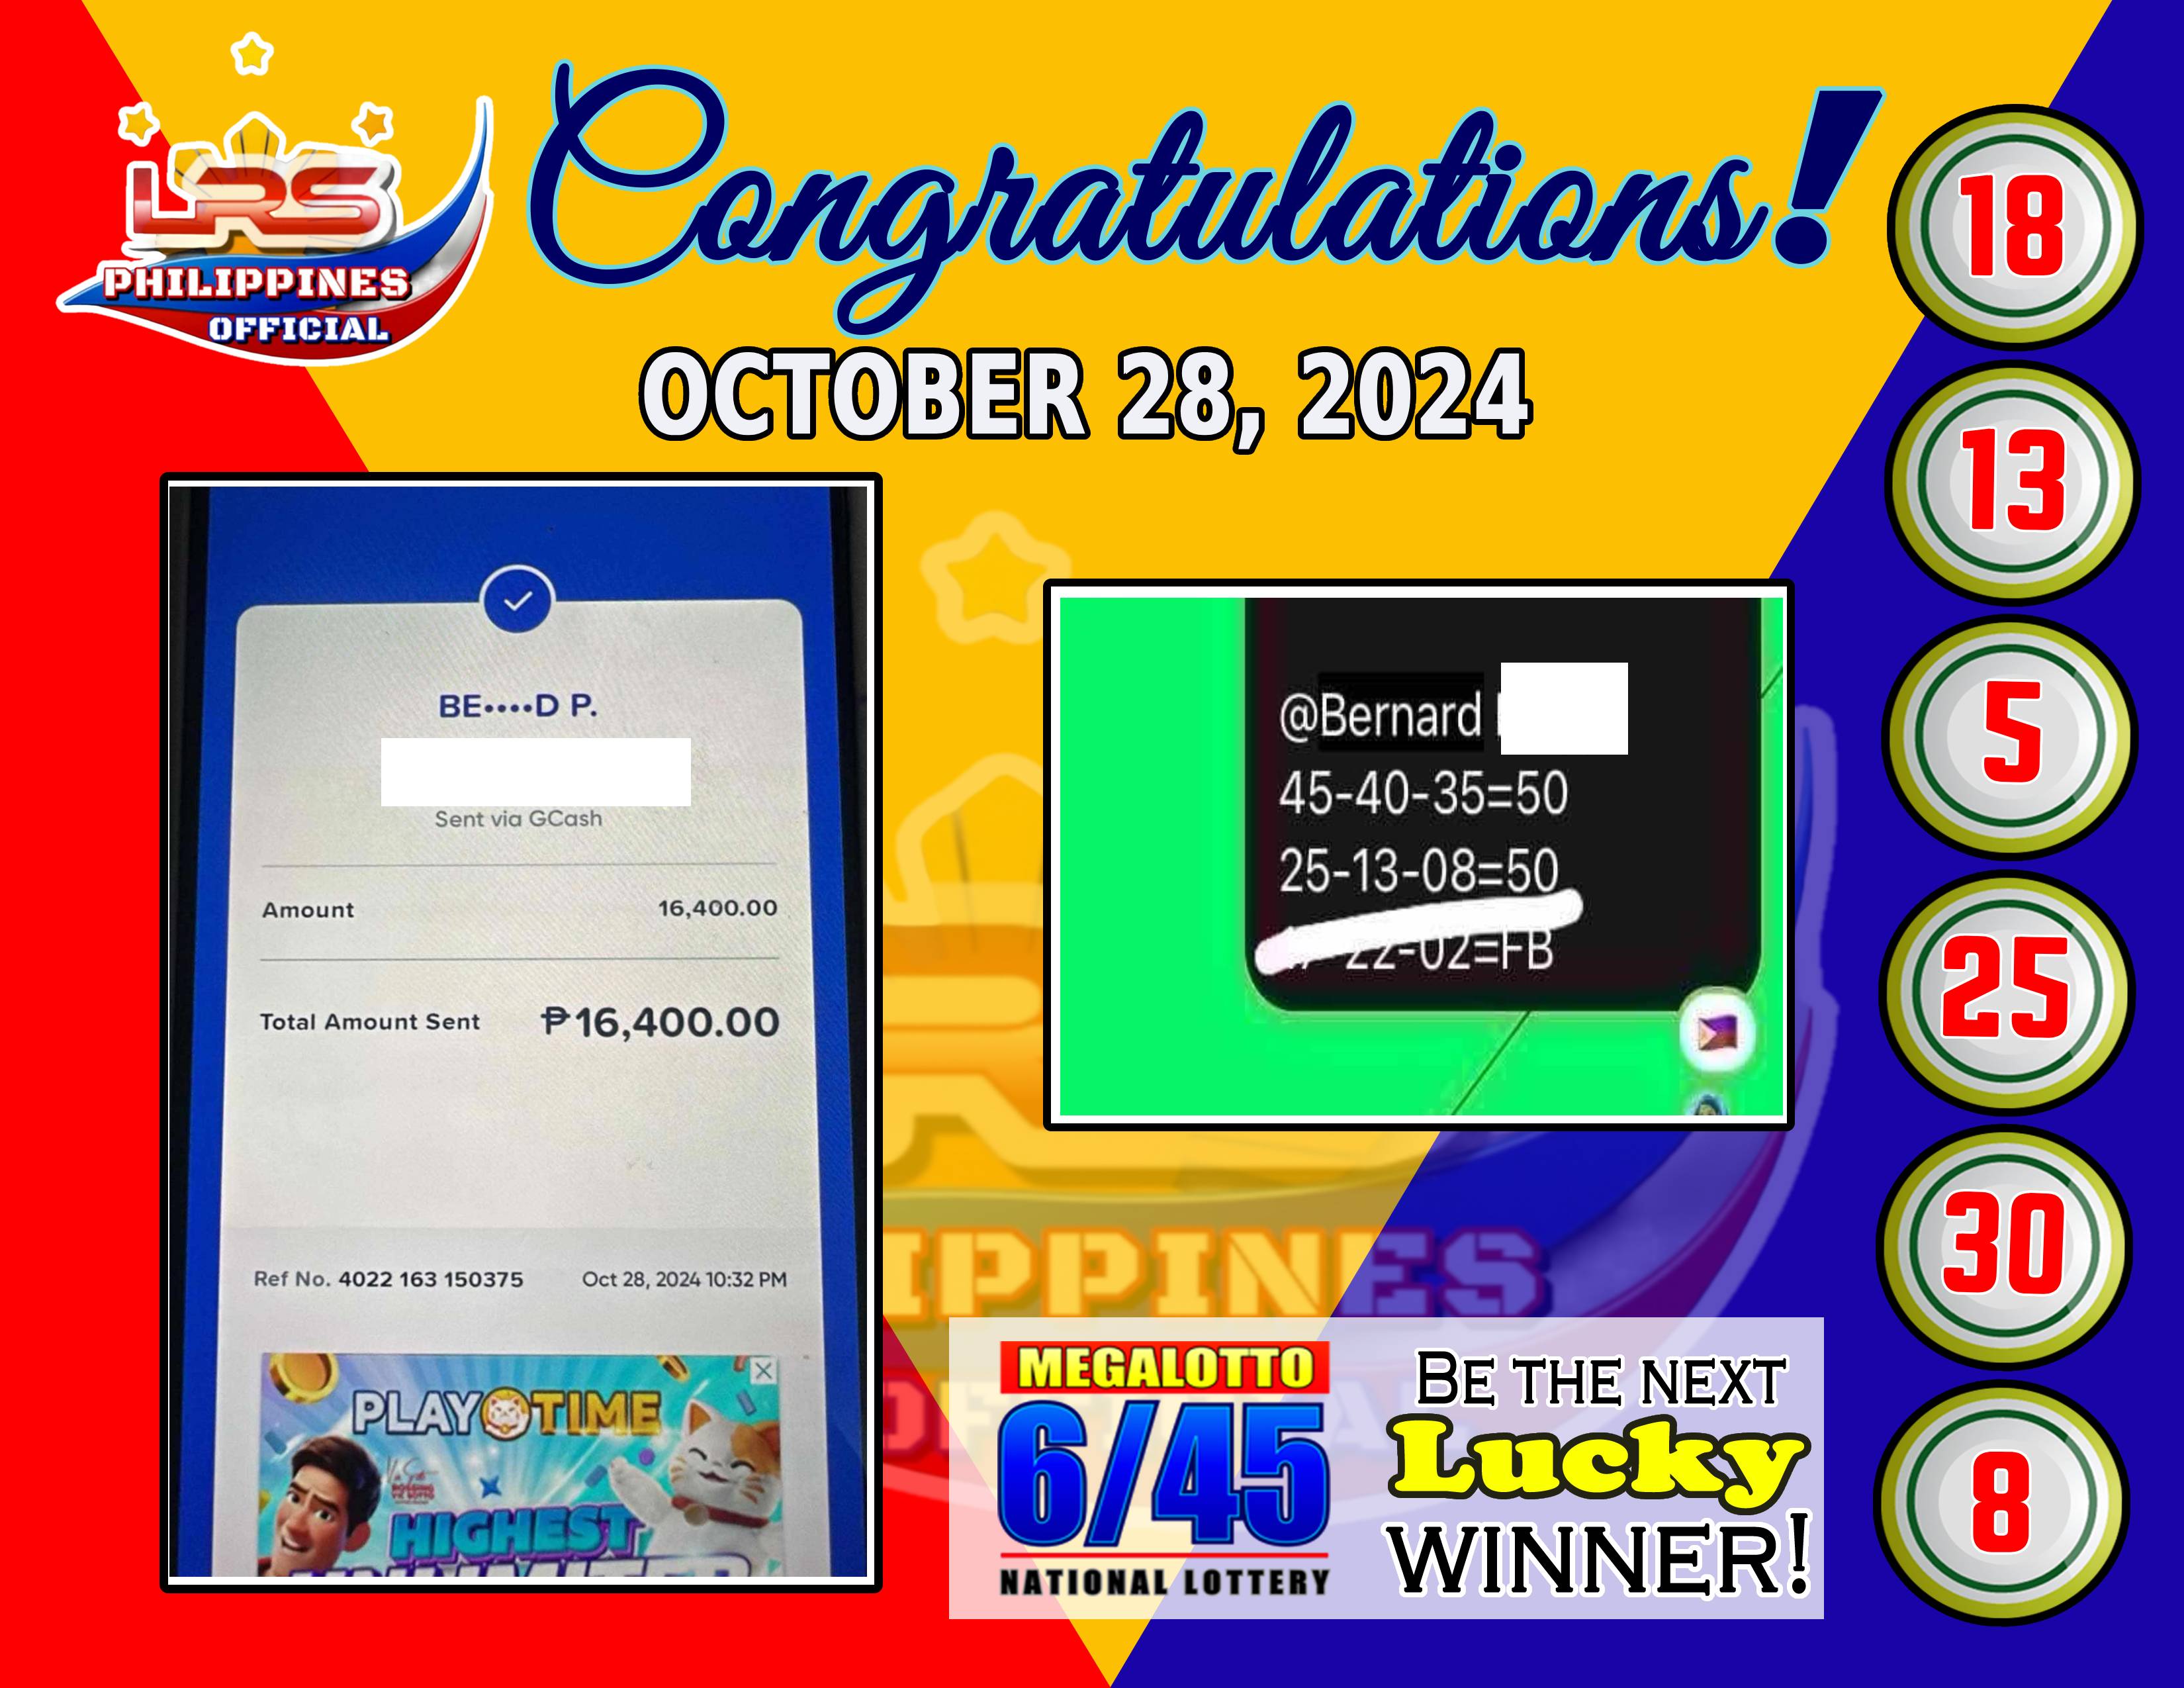 LRS
PHILIPPINES
OFFICIAL
Congratulations!
OCTOBER 28, 2024
BE••••D P.
Sent via GCash
Amount 16,400.00
Total Amount Sent ₱16,400.00
Ref No. 4022 163 150375 Oct 28, 2024 10:32 PM
PLAYTIME
HIGHEST
@Bernard
45-40-35=50
25-13-08=50
22-02=FB
IPPINES
MEGALOTTO
6/45
NATIONAL LOTTERY
BE THE NEXT
Lucky
WINNER!
18
13
5
25
30
8